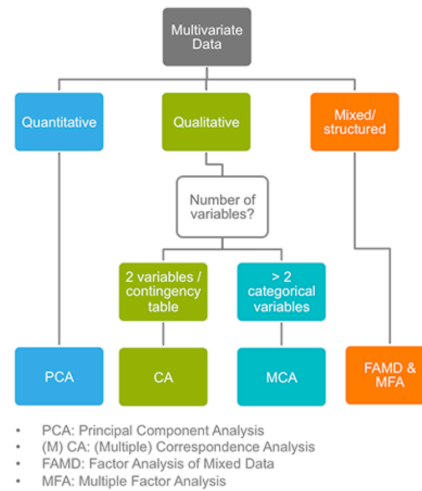 Multivariate
Data
Quantitative
Qualitative
Mixed/
structured
Number of
variables?
2 variables /
contingency
table
> 2
categorical
variables
PCA
CA
MCA
FAMD &
MFA
• PCA: Principal Component Analysis
• (M) CA: (Multiple) Correspondence Analysis
• FAMD: Factor Analysis of Mixed Data
• MFA: Multiple Factor Analysis